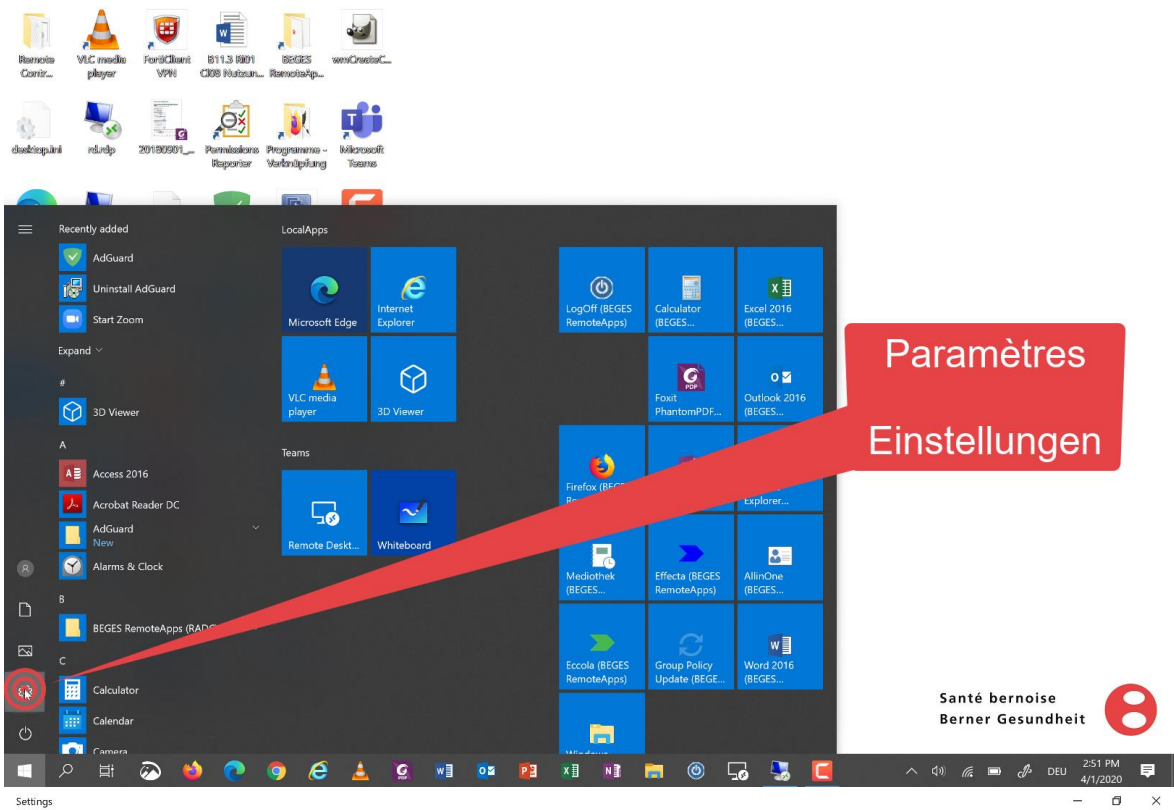 Remote
Contr...
VLC media
player
FortiClient
VPN
B11.3 RI01
Cl08 Nutzun...
BEGES
RemoteAp...
wmCreateC...
desktop.ini
rd.rdp
20180901_...
Permissions
Reporter
Programme -
Verknüpfung
Microsoft
Teams
Recently added
AdGuard
Uninstall AdGuard
Start Zoom
Expand
#
3D Viewer
A
Access 2016
Acrobat Reader DC
AdGuard
New
Alarms & Clock
B
BEGES RemoteApps (RADC)
C
Calculator
Calendar
Camera
LocalApps
Microsoft Edge
Internet
Explorer
VLC media
player
3D Viewer
Teams
Remote Deskt...
Whiteboard
LogOff (BEGES
RemoteApps)
Calculator
(BEGES...
Excel 2016
(BEGES...
Foxit
PhantomPDF...
Outlook 2016
(BEGES...
Firefox (BEGES
Explorer...
Mediothek
(BEGES...
Effecta (BEGES
RemoteApps)
AllinOne
(BEGES...
Eccola (BEGES
RemoteApps)
Group Policy
Update (BEGE...
Word 2016
(BEGES...
Windows
Paramètres
Einstellungen
Santé bernoise
Berner Gesundheit
DEU
2:51 PM
4/1/2020
Settings